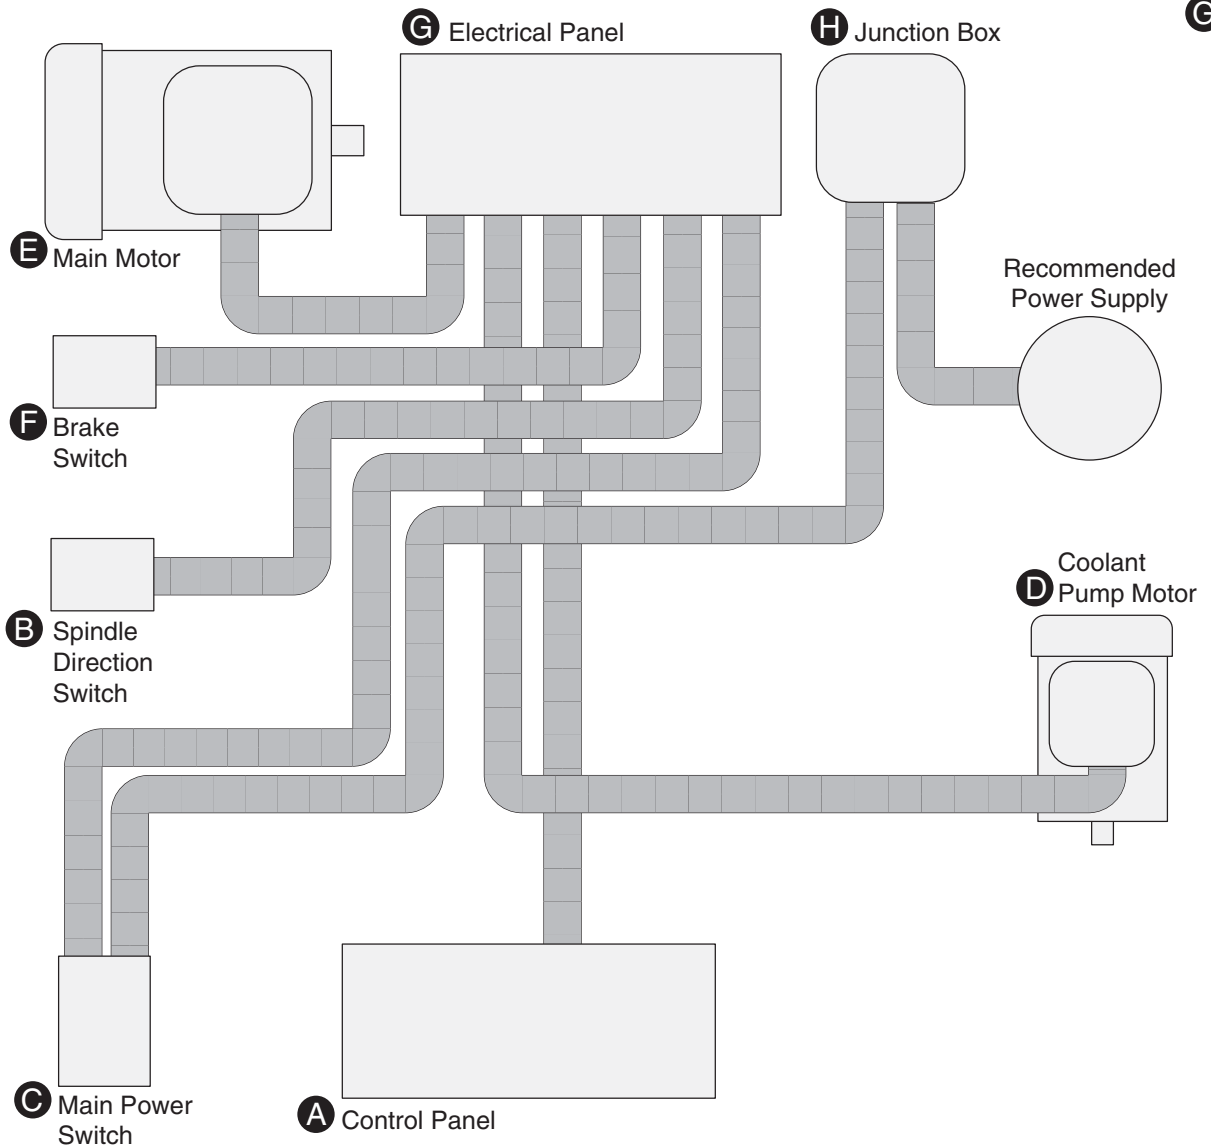 G Electrical Panel
H Junction Box
G
E Main Motor
Recommended
Power Supply
F Brake
Switch
Coolant
D Pump Motor
B Spindle
Direction
Switch
C Main Power
Switch
A Control Panel